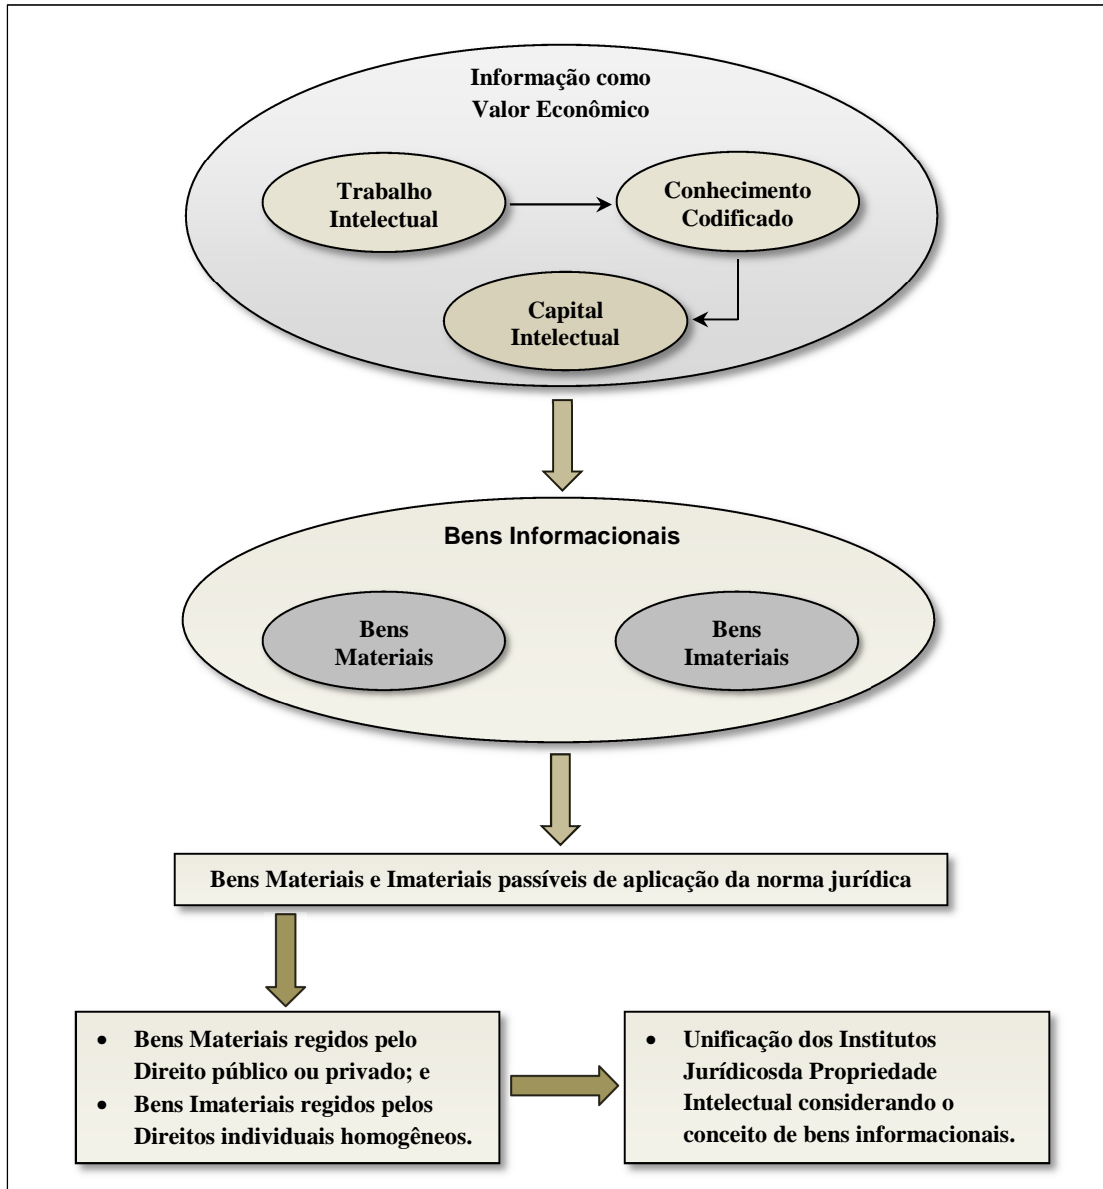 Informação como
Valor Econômico
Trabalho
Intelectual
Conhecimento
Codificado
Capital
Intelectual
Bens Informacionais
Bens
Materiais
Bens
Imateriais
Bens Materiais e Imateriais passíveis de aplicação da norma jurídica
• Bens Materiais regidos pelo
Direito público ou privado; e
• Bens Imateriais regidos pelos
Direitos individuais homogêneos.
• Unificação dos Institutos
Jurídicosda Propriedade
Intelectual considerando o
conceito de bens informacionais.